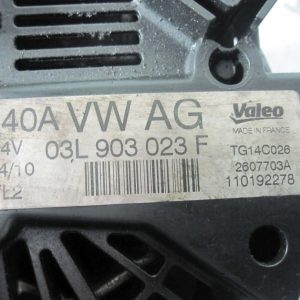 40A VW AG
4V 03L 903 023 F
4/10
L2
Valeo
MADE IN FRANCE
TG14C026
2607703A
110192278